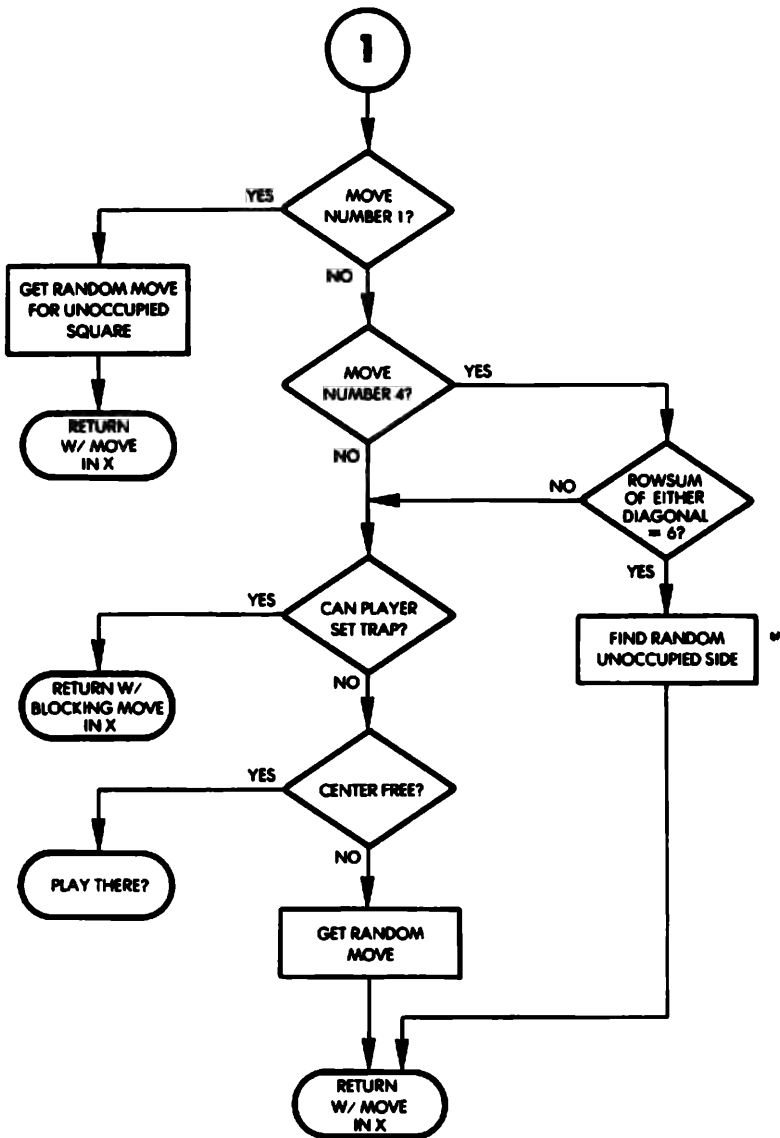 1
MOVE
NUMBER 1?
YES
NO
GET RANDOM MOVE
FOR UNOCCUPIED
SQUARE
RETURN
W/ MOVE
IN X
MOVE
NUMBER 4?
YES
NO
ROWSUM
OF EITHER
DIAGONAL
= 6?
NO
YES
CAN PLAYER
SET TRAP?
YES
NO
FIND RANDOM
UNOCCUPIED SIDE
*
RETURN W/
BLOCKING MOVE
IN X
CENTER FREE?
YES
NO
PLAY THERE?
GET RANDOM
MOVE
RETURN
W/ MOVE
IN X